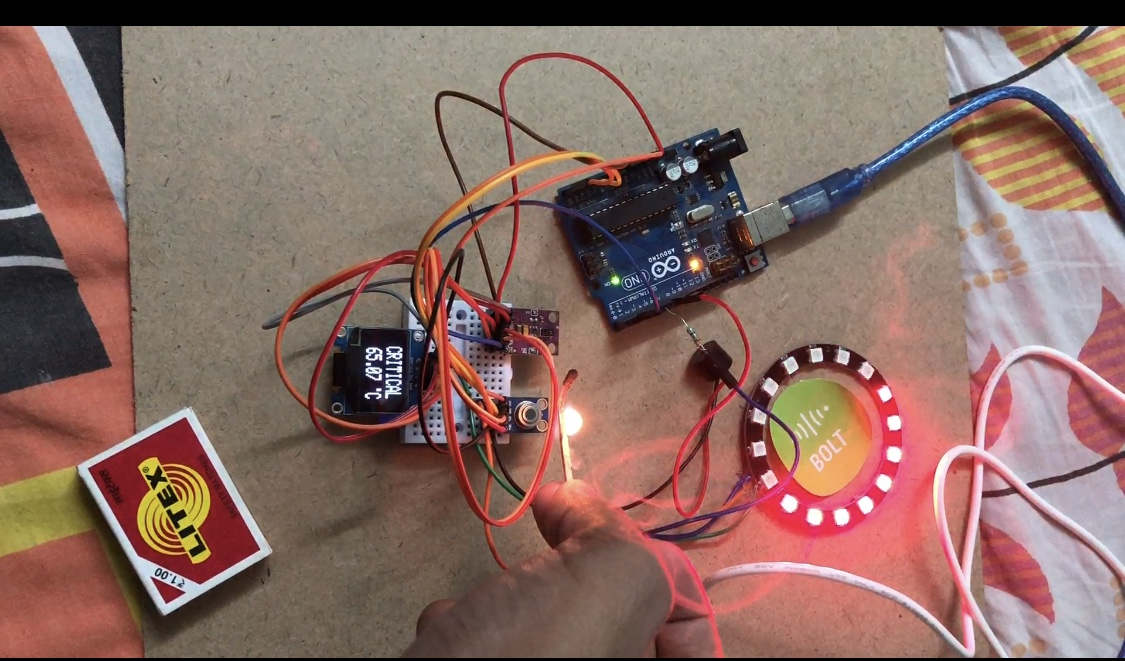 CRITICAL
65.07 °C
ARDUINO
UNO
BOLT
LITEX
₹1.00